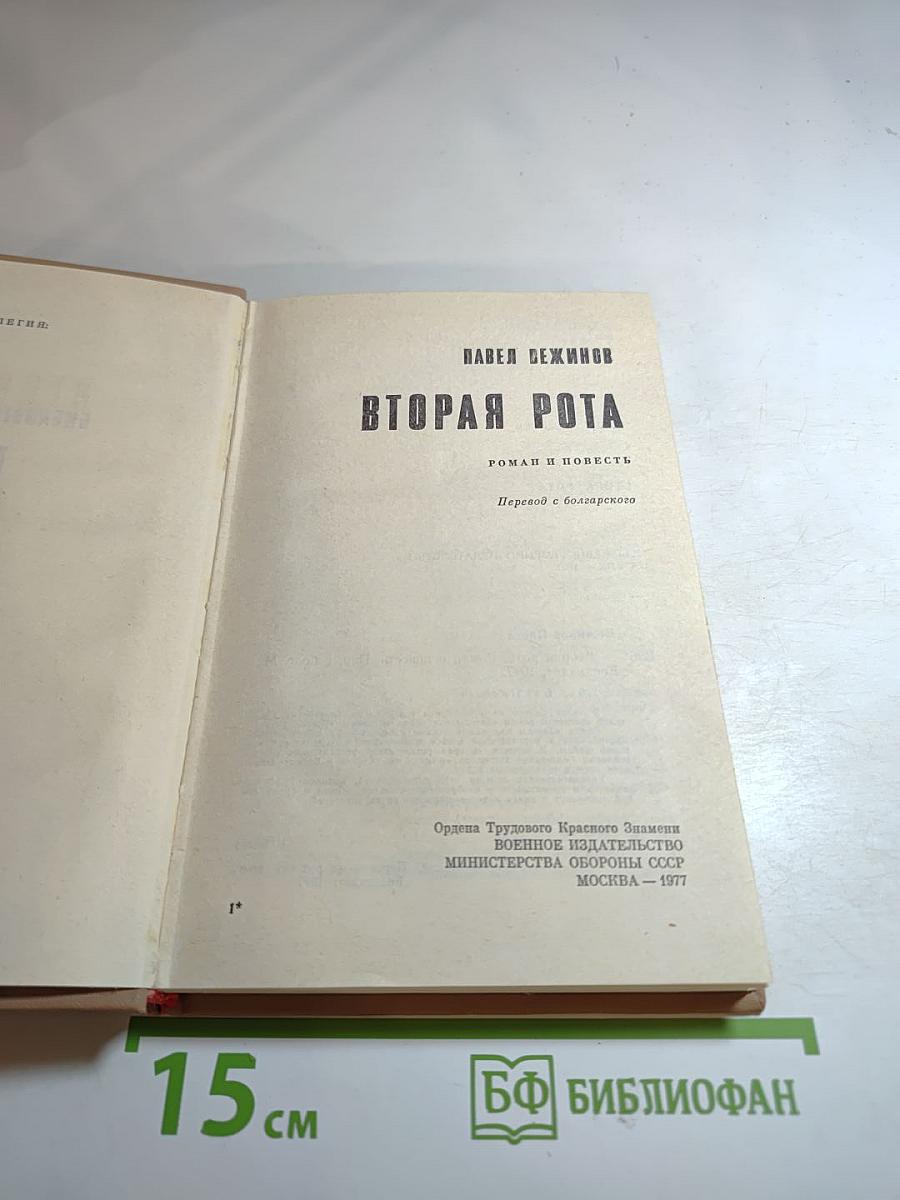 ПАВЕЛ ВЕЖИНОВ
ВТОРАЯ РОТА
РОМАН И ПОВЕСТЬ
Перевод с болгарского
Ордена Трудового Красного Знамени
ВОЕННОЕ ИЗДАТЕЛЬСТВО
МИНИСТЕРСТВА ОБОРОНЫ СССР
МОСКВА — 1977
1*
15 см
БФ БИБЛИОФАН